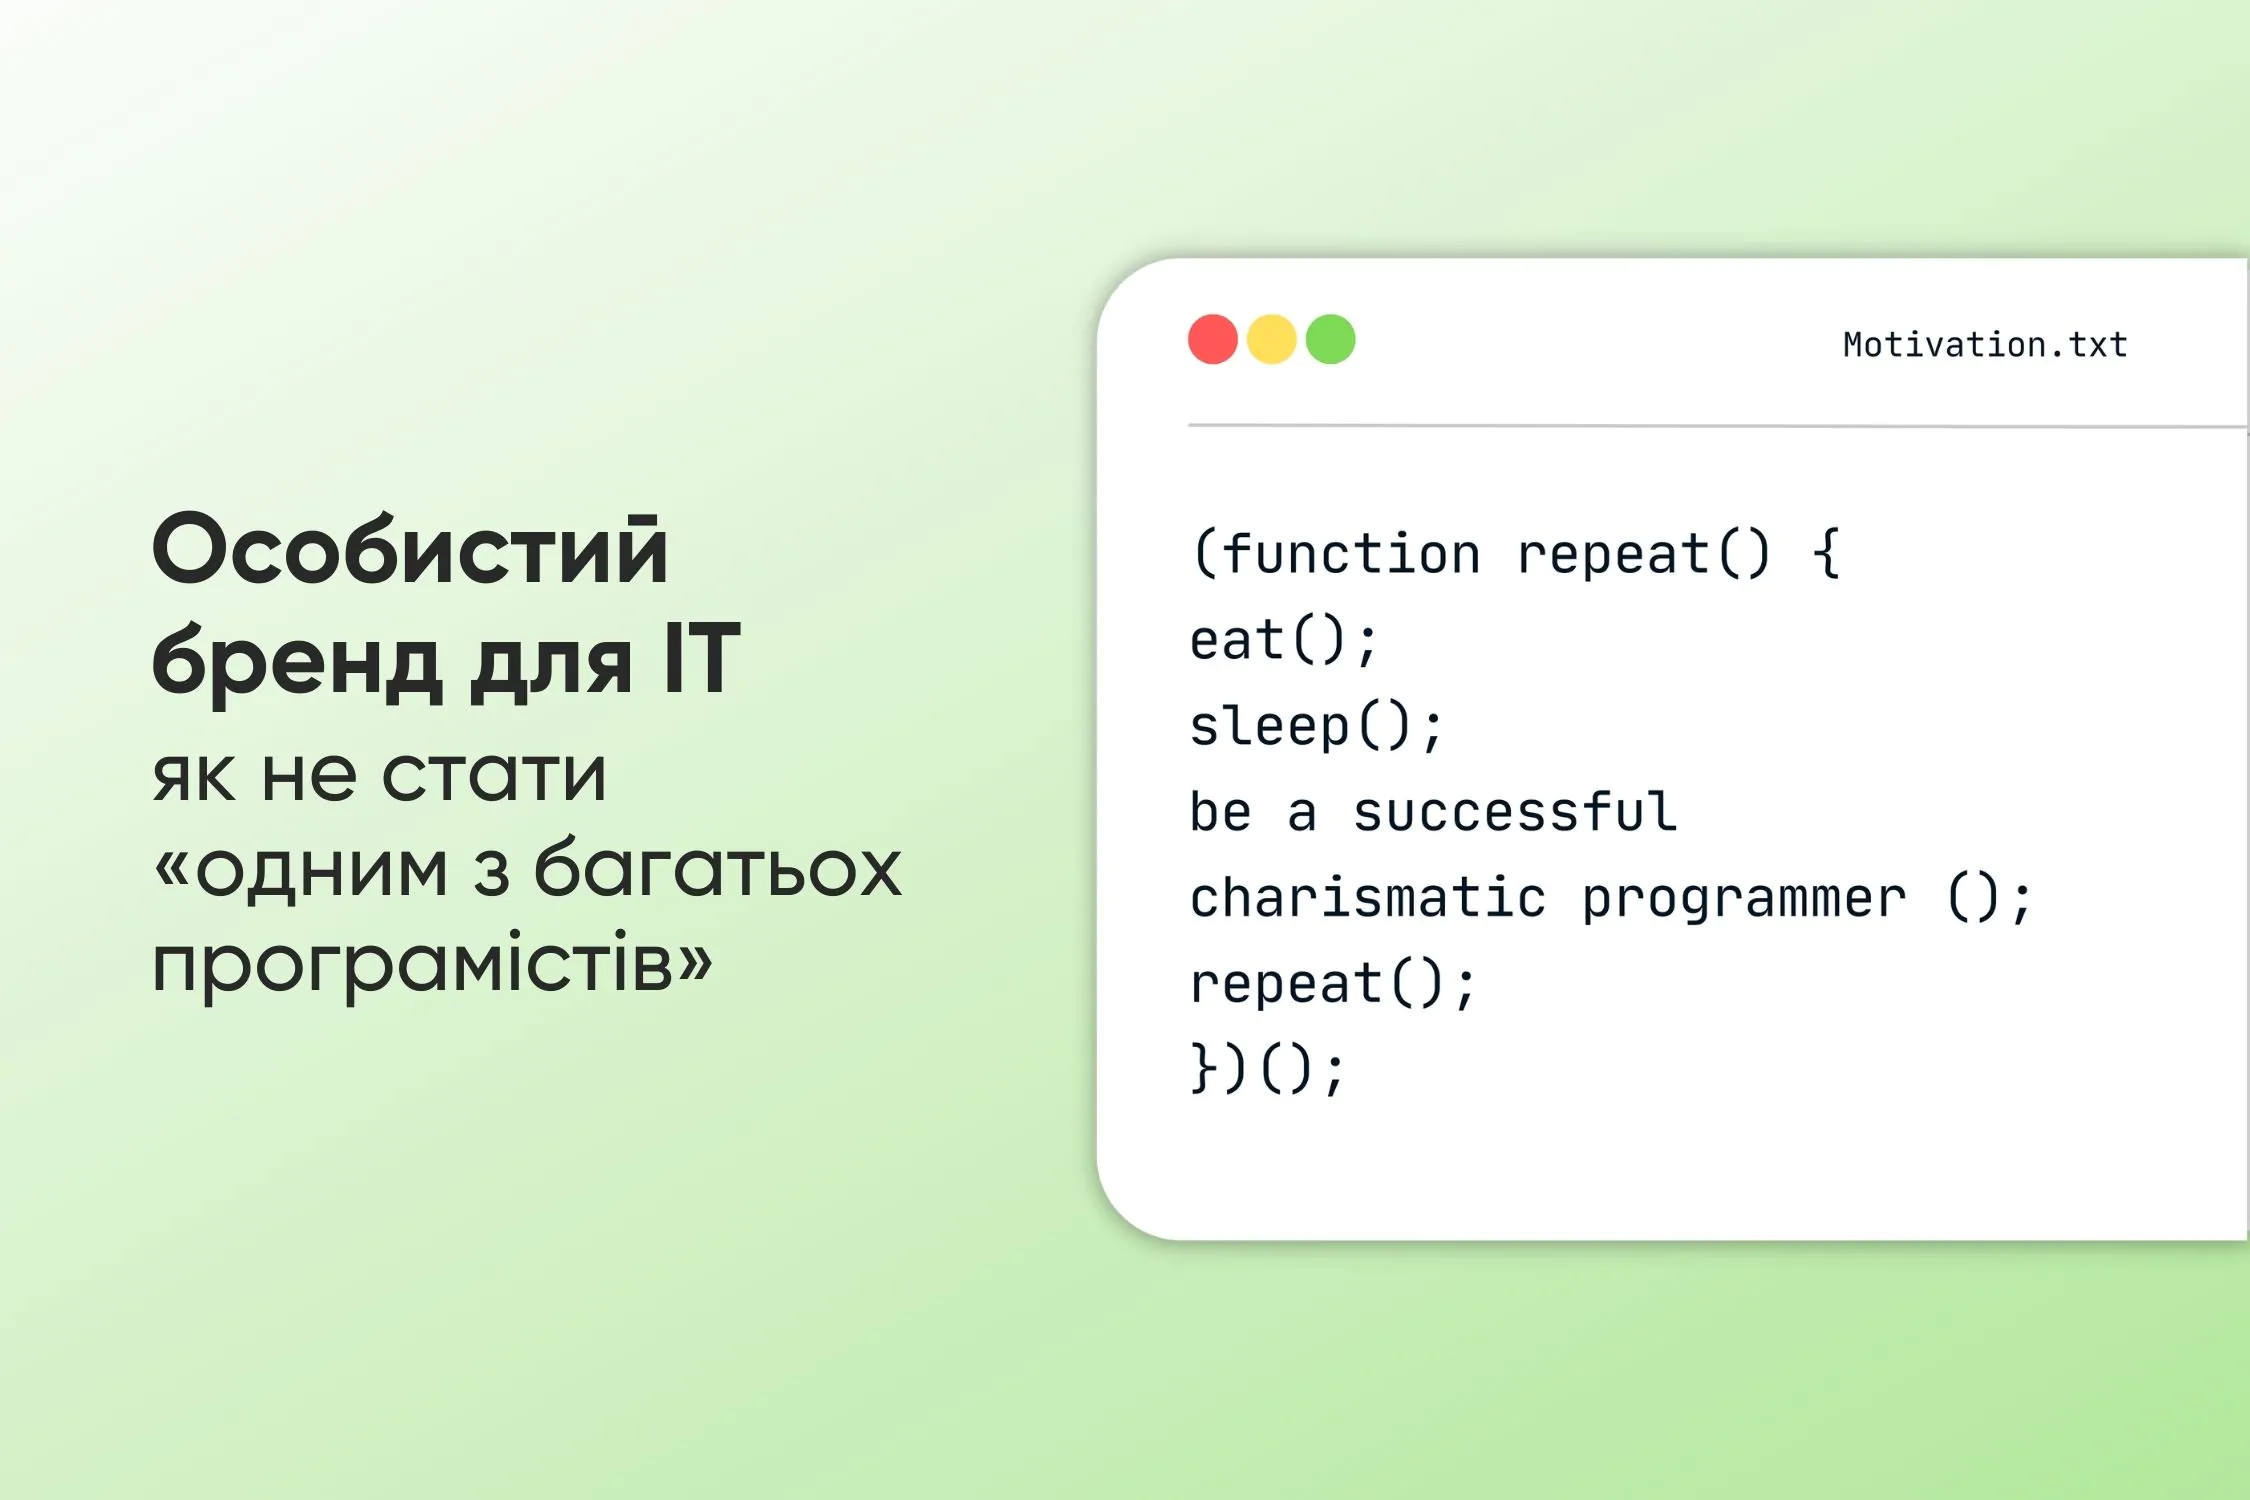 Особистий
бренд для ІТ
як не стати
«одним з багатьох
програмістів»
Motivation.txt
(function repeat() {
eat();
sleep();
be a successful
charismatic programmer ();
repeat();
})();